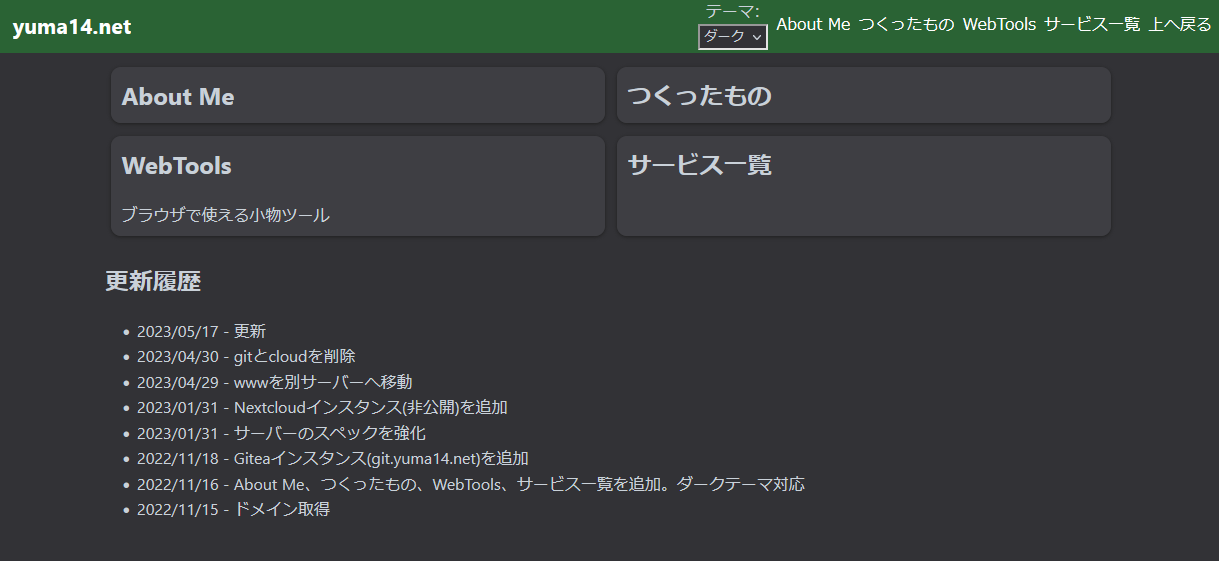 yuma14.net
テーマ:
ダーク
About Me つくったもの WebTools サービス一覧 上へ戻る
About Me
つくったもの
WebTools
ブラウザで使える小物ツール
サービス一覧
更新履歴
2023/05/17 - 更新
2023/04/30 - gitとcloudを削除
2023/04/29 - wwwを別サーバーへ移動
2023/01/31 - Nextcloudインスタンス(非公開)を追加
2023/01/31 - サーバーのスペックを強化
2022/11/18 - Giteaインスタンス(git.yuma14.net)を追加
2022/11/16 - About Me、つくったもの、WebTools、サービス一覧を追加。ダークテーマ対応
2022/11/15 - ドメイン取得